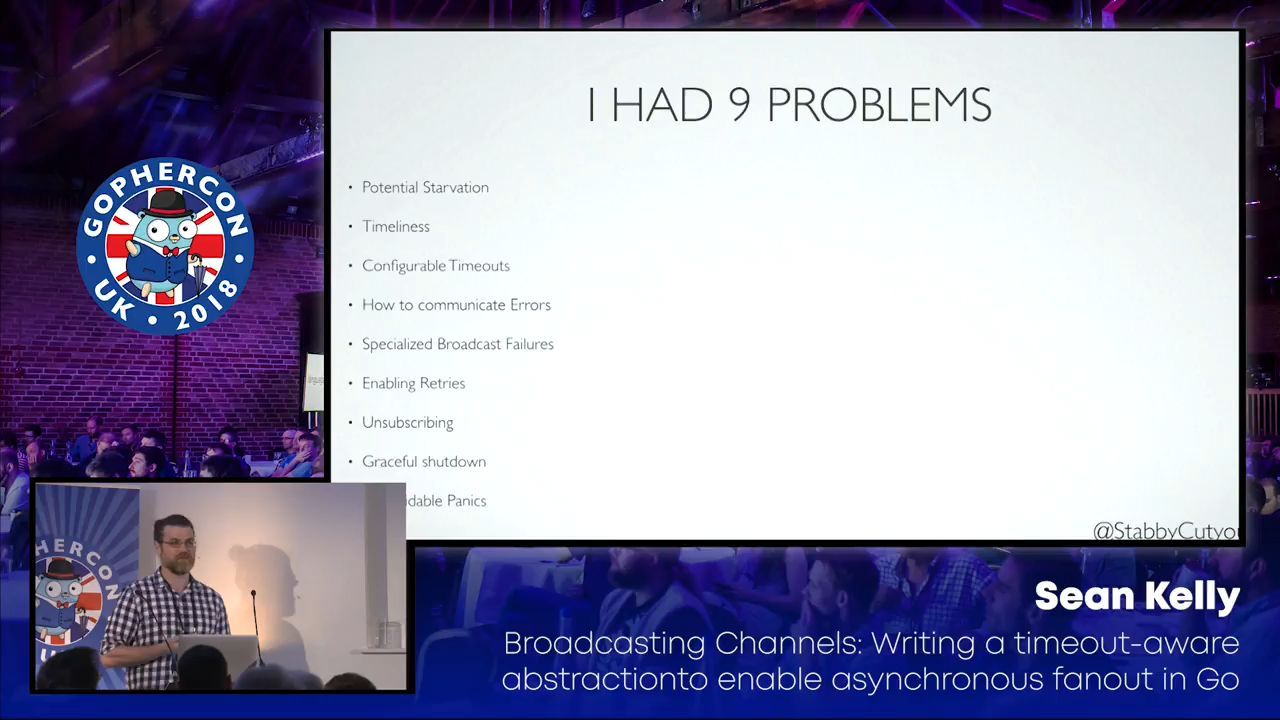 I HAD 9 PROBLEMS
• Potential Starvation
• Timeliness
• Configurable Timeouts
• How to communicate Errors
• Specialized Broadcast Failures
• Enabling Retries
• Unsubscribing
• Graceful shutdown
Panics
@StabbyCutyou
GOPHERCON
• UK • 2018 •
Sean Kelly
Broadcasting Channels: Writing a timeout-aware
abstractionto enable asynchronous fanout in Go